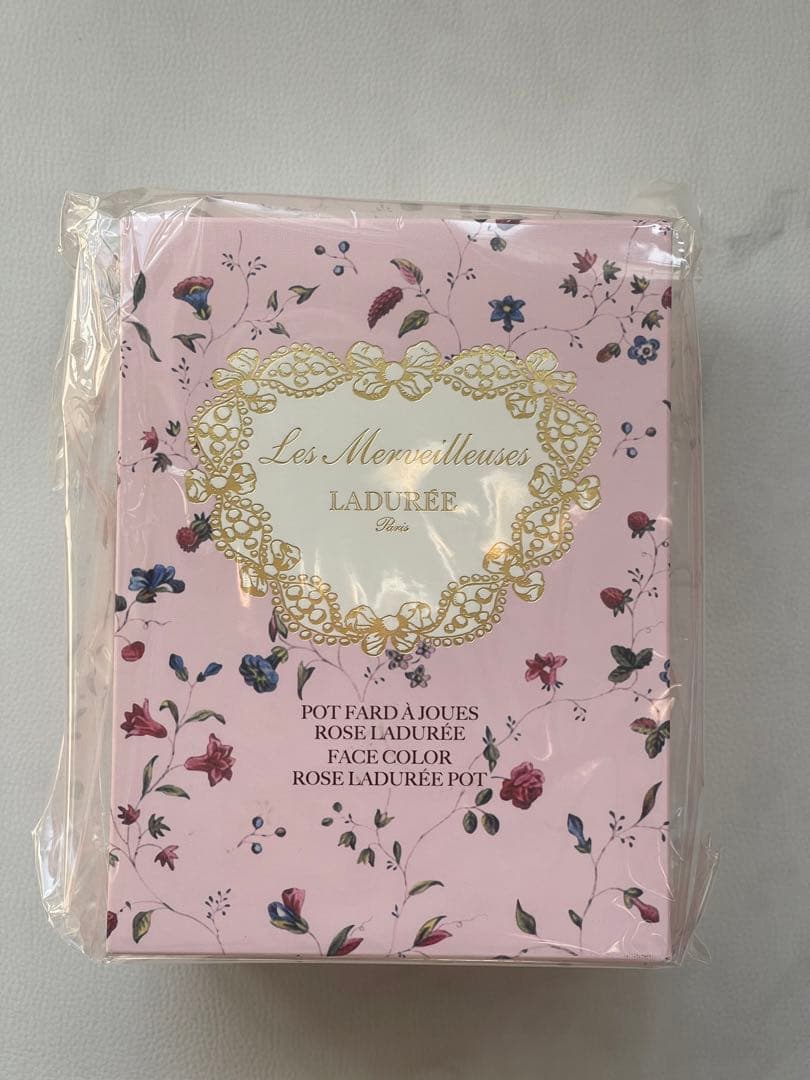 Les Merveilleuses
LADURÉE
Paris
POT FARD À JOUES
ROSE LADURÉE
FACE COLOR
ROSE LADURÉE POT